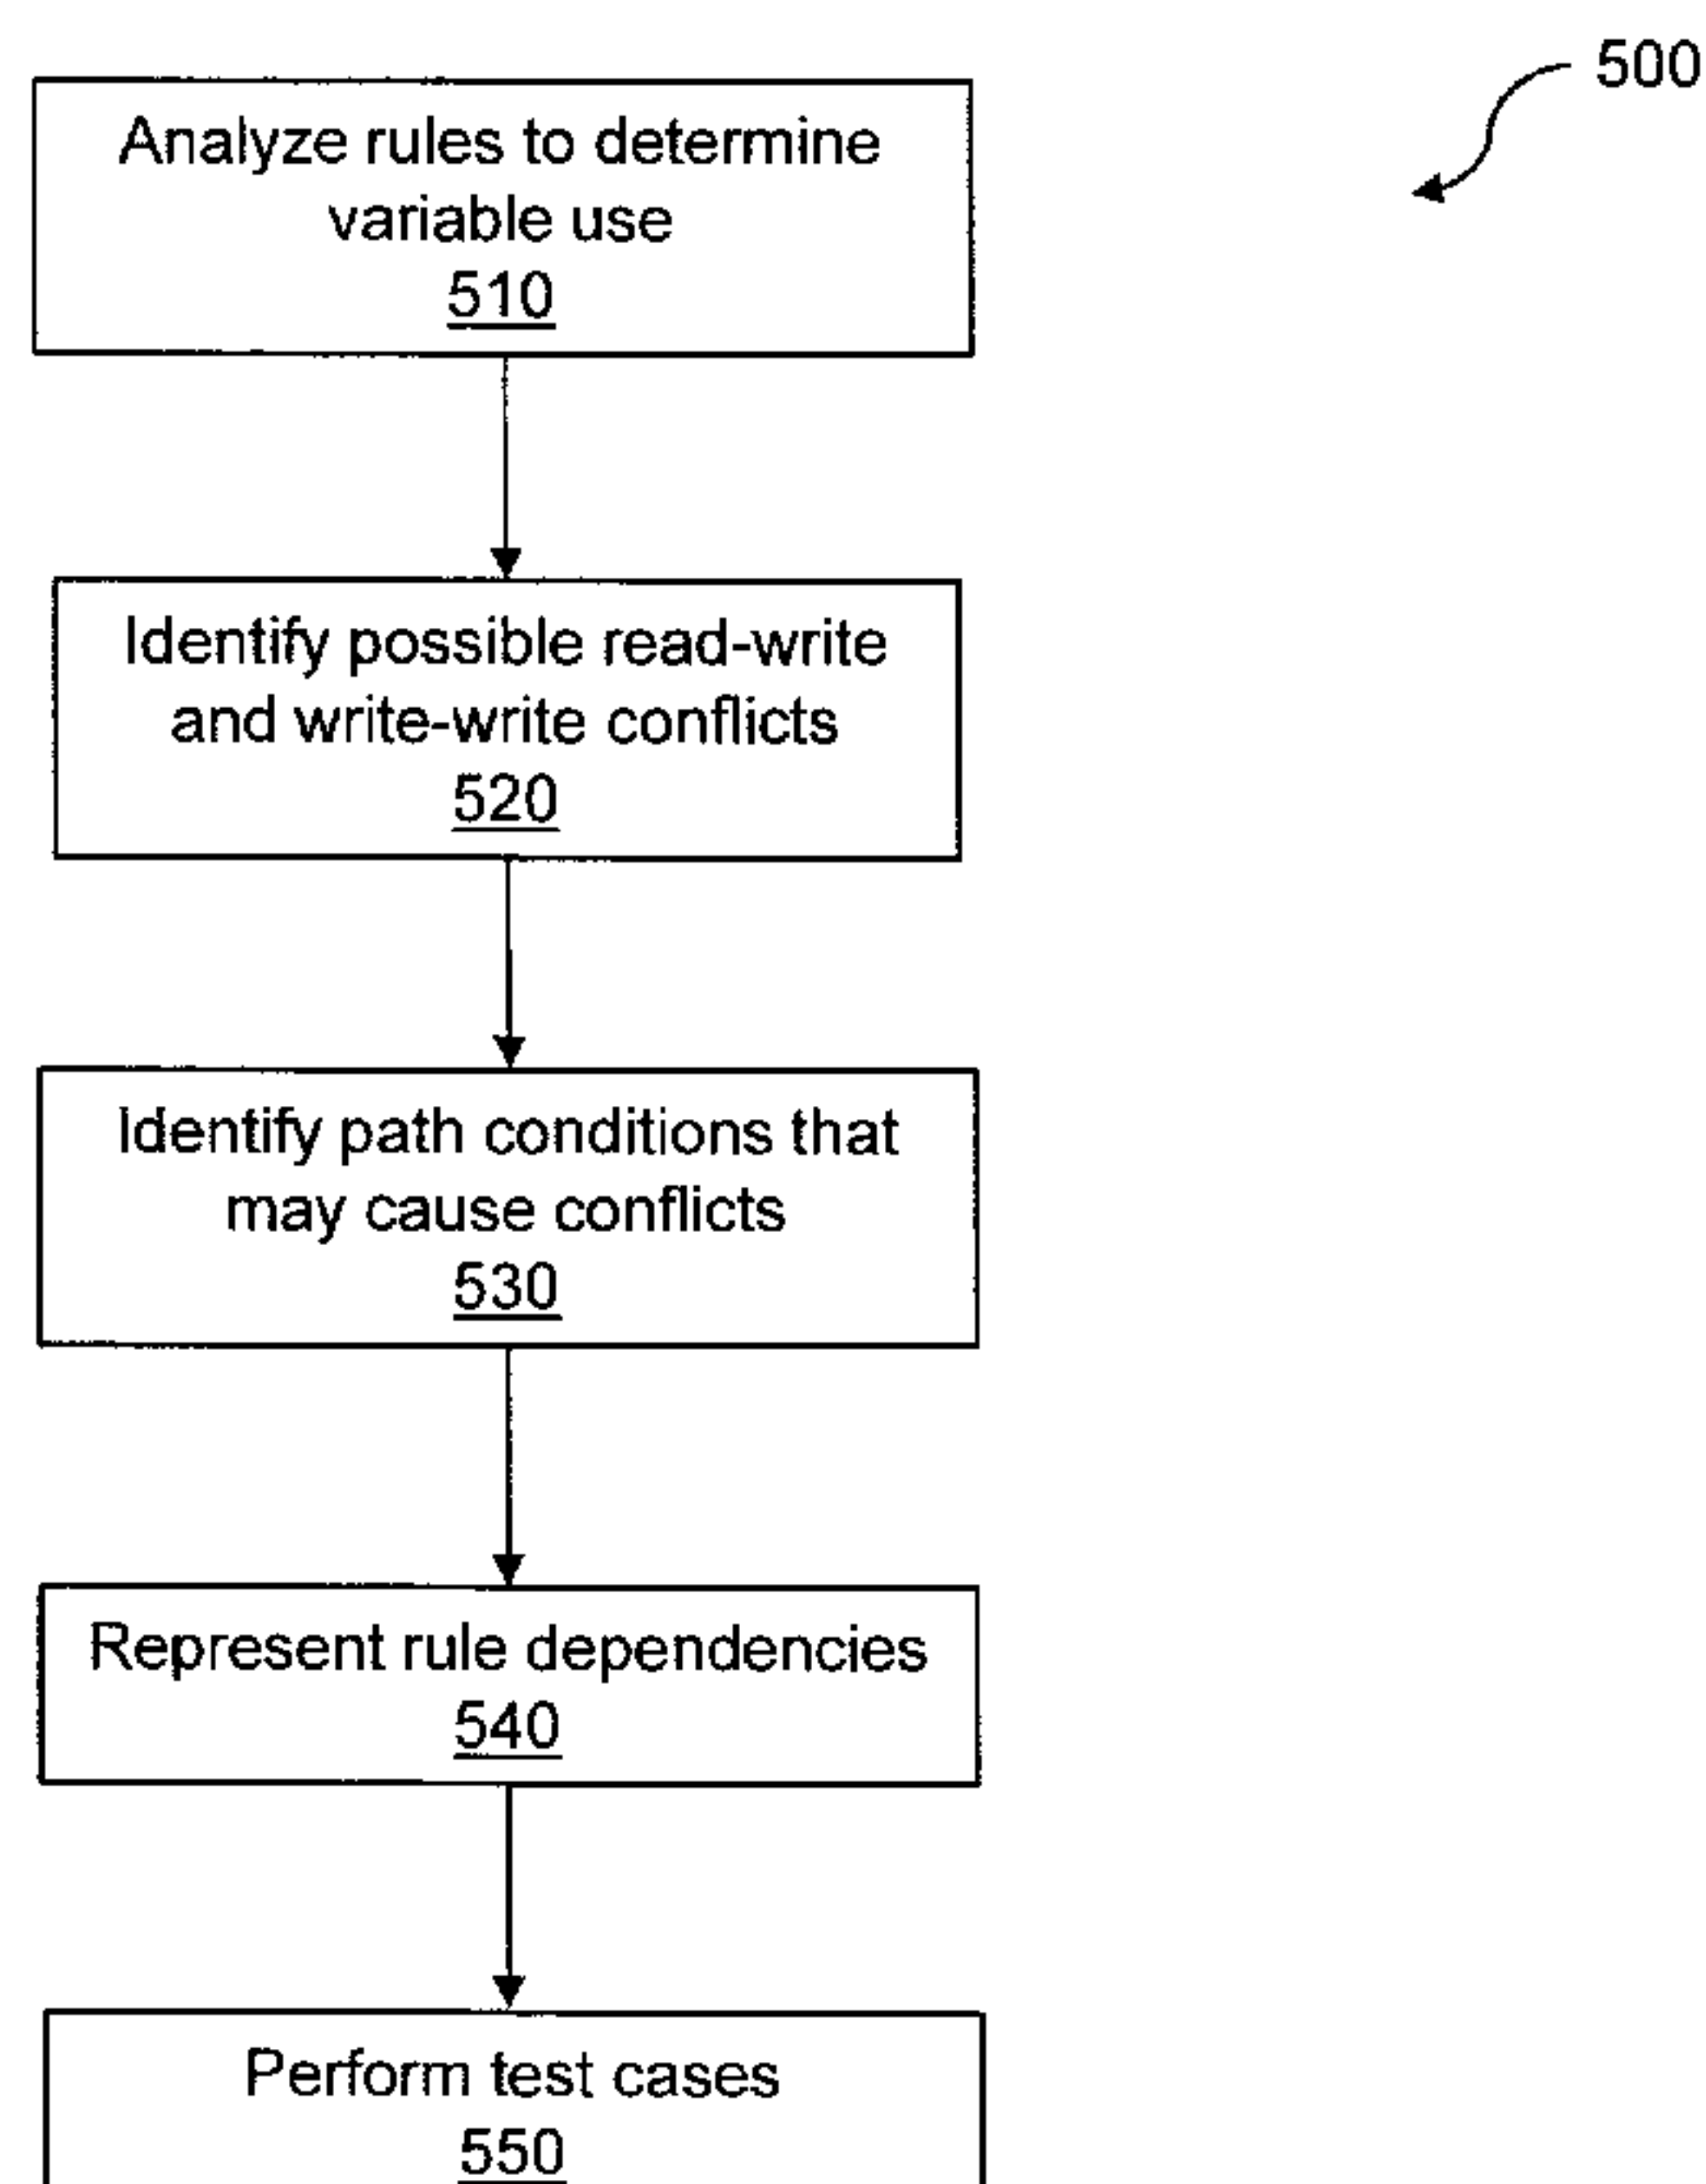 500
Analyze rules to determine
variable use
510
Identify possible read-write
and write-write conflicts
520
Identify path conditions that
may cause conflicts
530
Represent rule dependencies
540
Perform test cases
550